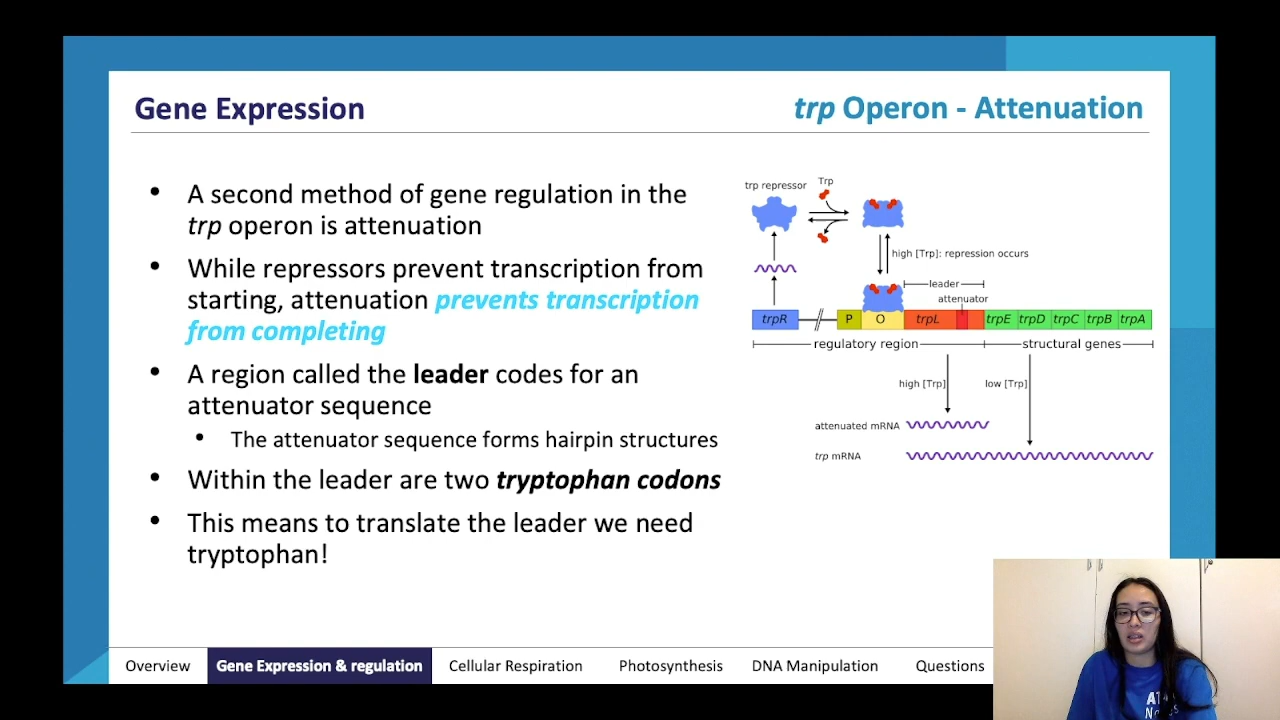 Gene Expression
trp Operon - Attenuation
• A second method of gene regulation in the
trp operon is attenuation
• While repressors prevent transcription from
starting, attenuation prevents transcription
from completing
• A region called the leader codes for an
attenuator sequence
• The attenuator sequence forms hairpin structures
• Within the leader are two tryptophan codons
• This means to translate the leader we need
tryptophan!
trp repressor
Trp
high [Trp]: repression occurs
leader
attenuator
trpR P O trpL trpE trpD trpC trpB trpA
regulatory region structural genes
high [Trp] low [Trp]
attenuated mRNA
trp mRNA
Overview Gene Expression & regulation Cellular Respiration Photosynthesis DNA Manipulation Questions